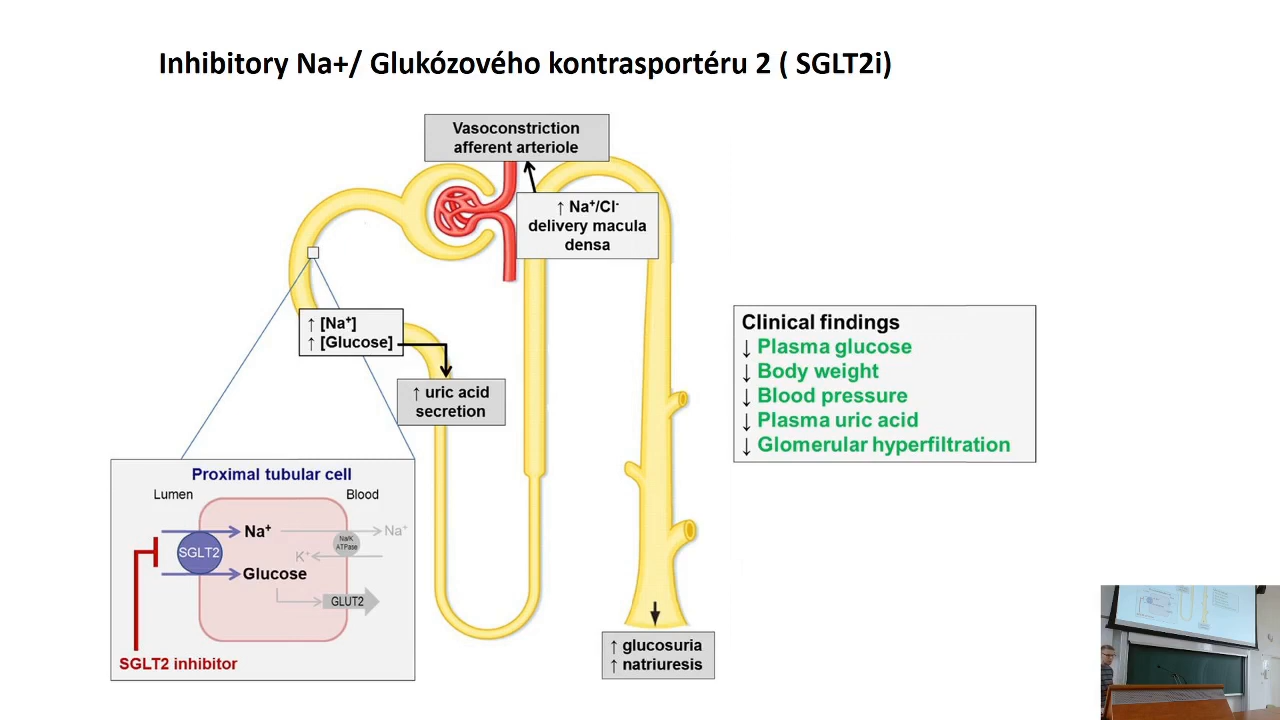 Inhibitory Na+/ Glukózového kontrasportéru 2 ( SGLT2i)
Vasoconstriction
afferent arteriole
↑ Na⁺/Cl⁻
delivery macula
densa
↑ [Na⁺]
↑ [Glucose]
↑ uric acid
secretion
Clinical findings
↓ Plasma glucose
↓ Body weight
↓ Blood pressure
↓ Plasma uric acid
↓ Glomerular hyperfiltration
Proximal tubular cell
Lumen
Blood
Na⁺
Na⁺
SGLT2
Na/K
ATPase
K⁺
Glucose
GLUT2
SGLT2 inhibitor
↑ glucosuria
↑ natriuresis